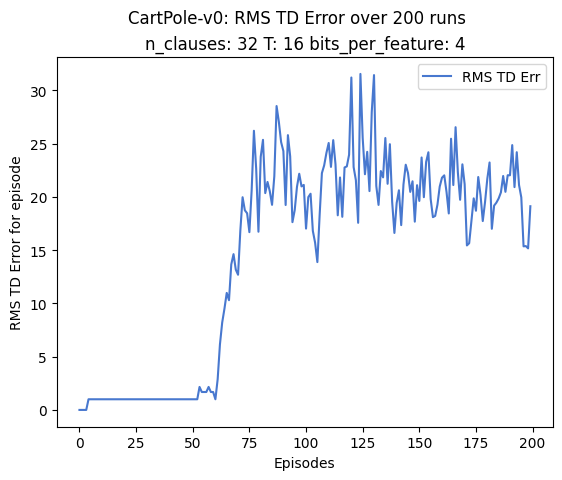 CartPole-v0: RMS TD Error over 200 runs
n_clauses: 32 T: 16 bits_per_feature: 4
RMS TD Err
RMS TD Error for episode
30
25
20
15
10
5
0
0 25 50 75 100 125 150 175 200
Episodes